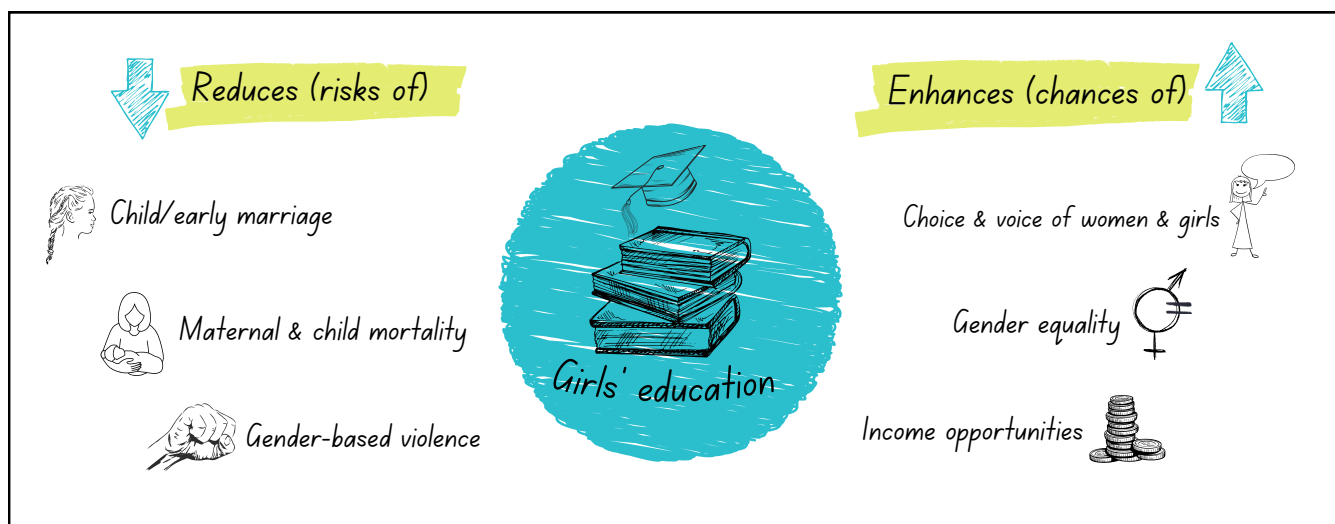 Reduces (risks of)
Child/early marriage
Maternal & child mortality
Gender-based violence
Girls' education
Enhances (chances of)
Choice & voice of women & girls
Gender equality
Income opportunities